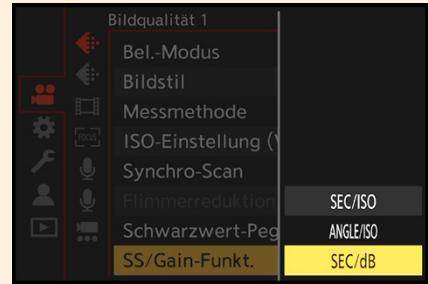 Bildqualität 1
Bel.-Modus
Bildstil
Messmethode
ISO-Einstellung (
Synchro-Scan
Flimmerreduktion
Schwarzwert-Peg
SS/Gain-Funkt.
FOCUS
SEC/ISO
ANGLE/ISO
SEC/dB